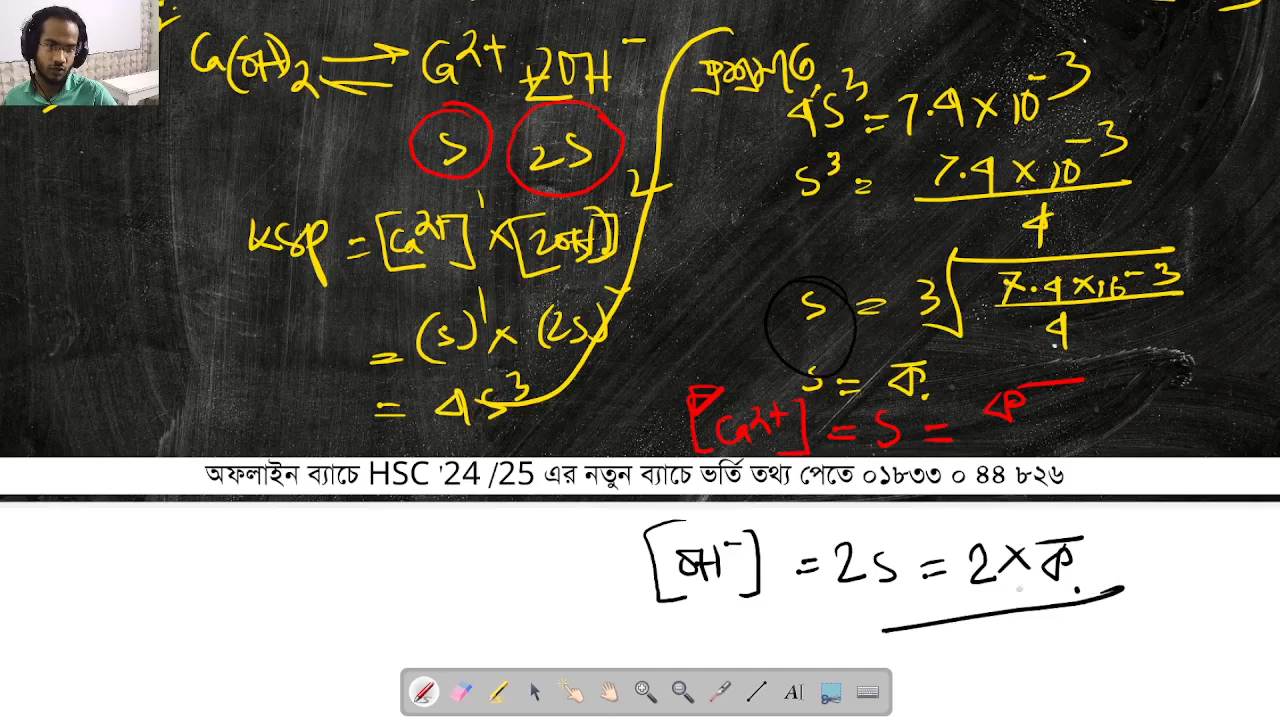 Ca(OH)₂ ⇌ Ca²⁺ + 2OH⁻
S 2S
Ksp = [Ca²⁺]¹ × [2OH⁻]²
= (S)¹ × (2S)²
= 4S³
প্রশ্নমতে,
4S³ = 7.4 × 10⁻³
S³ = 7.4 × 10⁻³ / 4
S = ³√(7.4 × 10⁻³ / 4)
S = ক.
[Ca²⁺] = S = ক
অফলাইন ব্যাচে HSC '24 /25 এর নতুন ব্যাচে ভর্তি তথ্য পেতে ০১৮৩৩ ০ ৪৪ ৮২৬
[OH⁻] = 2S = 2 × ক.
AI